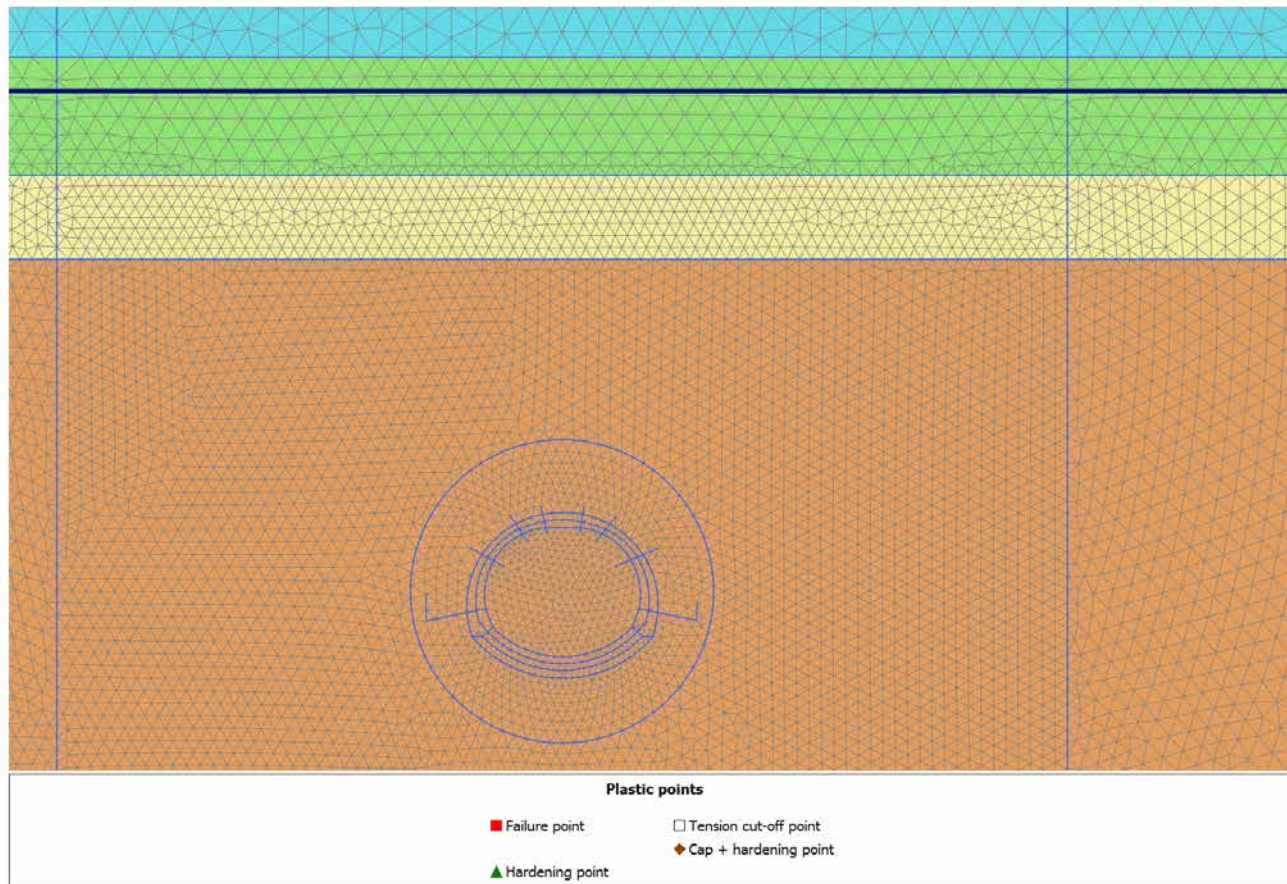 Plastic points
Failure point
Tension cut-off point
Cap + hardening point
Hardening point